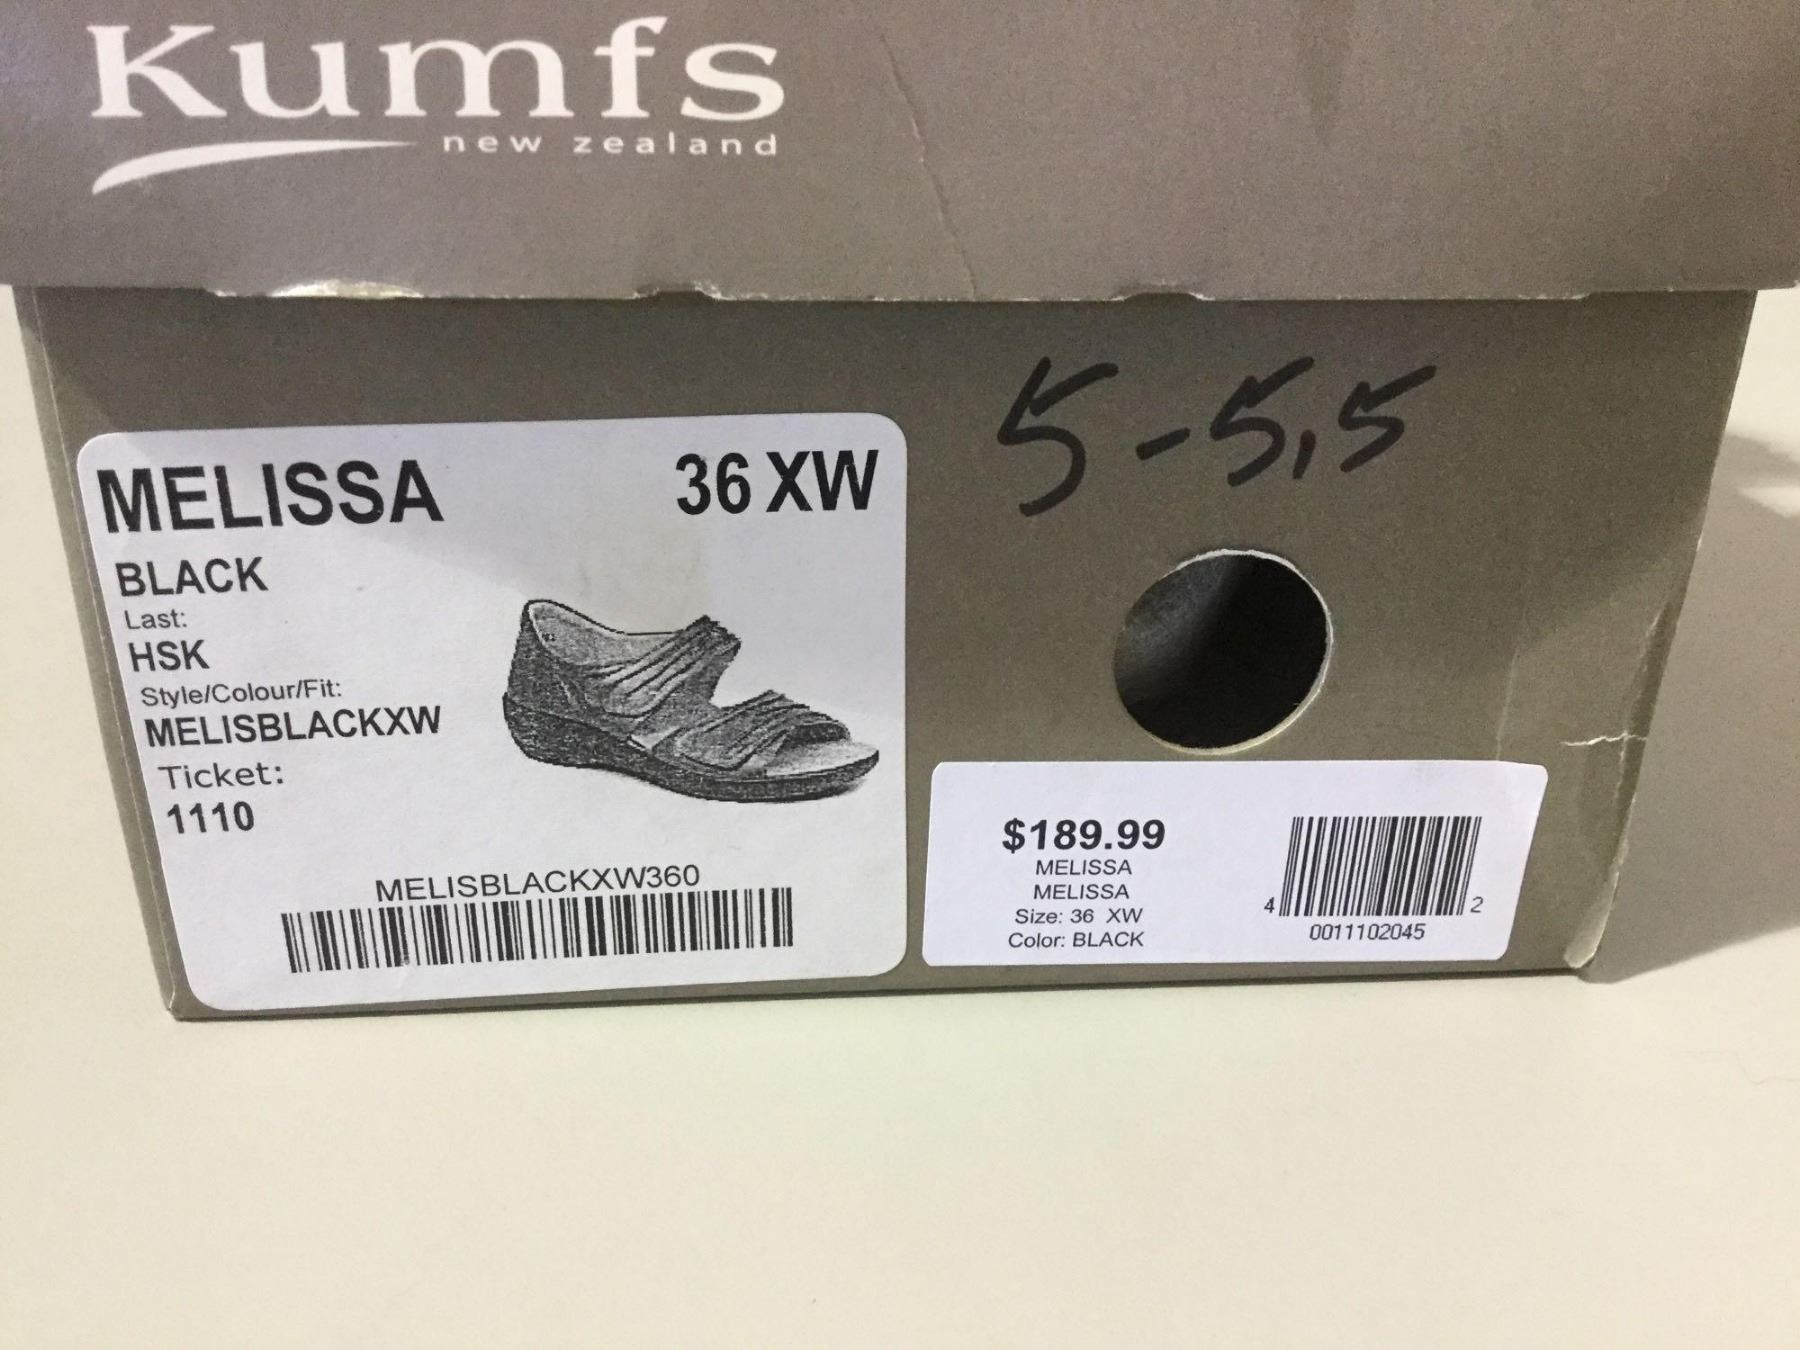 Kumfs
new zealand
5-5,5
MELISSA 36 XW
BLACK
Last:
HSK
Style/Colour/Fit:
MELISBLACKXW
Ticket:
1110
MELISBLACKXW360
$189.99
MELISSA
MELISSA
Size: 36 XW
Color: BLACK
4 2
0011102045